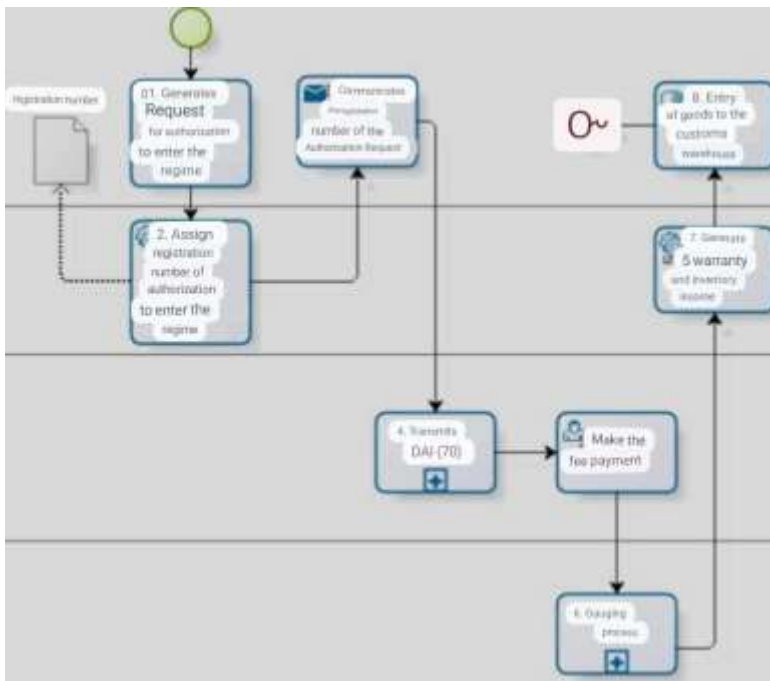 01. Generates
Request
for authorization
to enter the
regime
registration number
Communicates
number of the
Authorization Request
8. Entry
of goods to the
customs
warehouse
2. Assign
registration
number of
authorization
to enter the
regime
7. Generate
5 warranty
and inventory
income
4. Transmits
DAI (70)
Make the
fee payment
6. Gauging
process